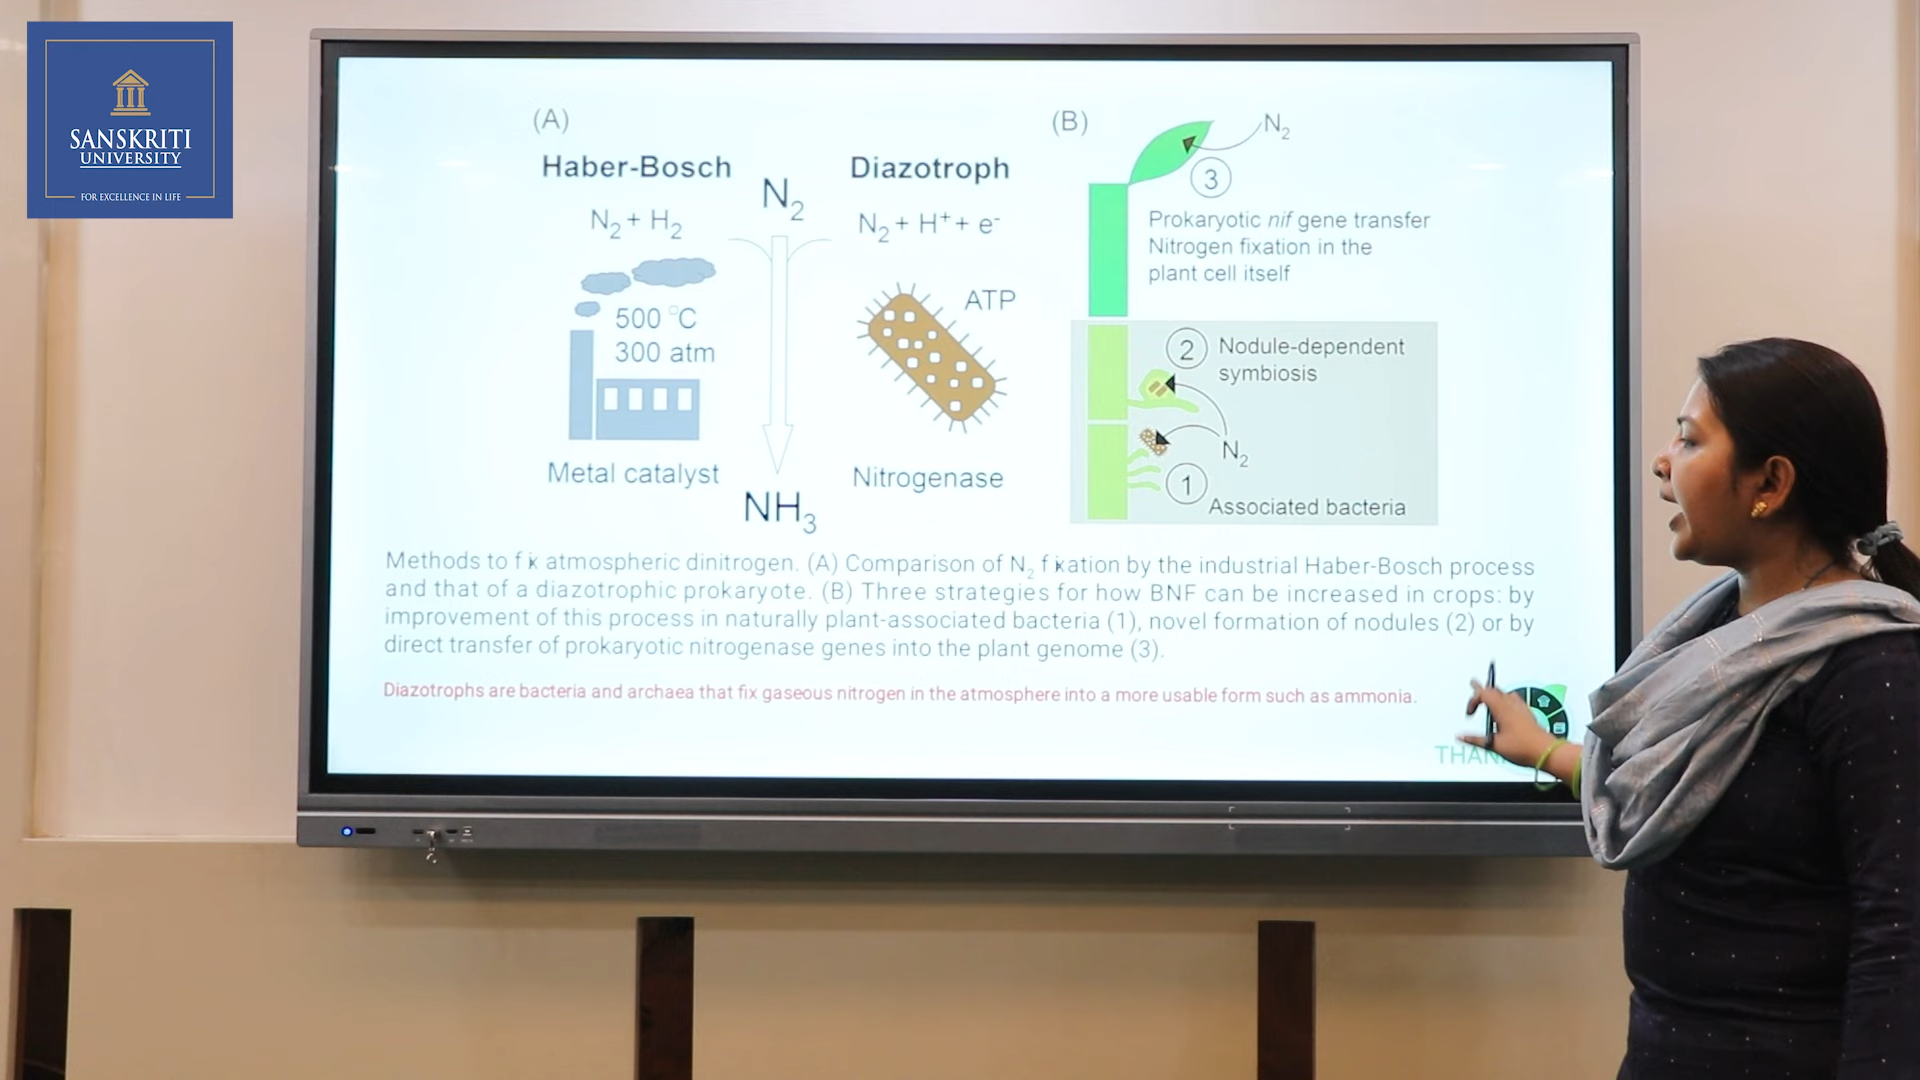 SANSKRITI
UNIVERSITY
FOR EXCELLENCE IN LIFE
(A)
Haber-Bosch
N2 + H2
500 °C
300 atm
Metal catalyst
N2
NH3
Diazotroph
N2 + H+ + e-
ATP
Nitrogenase
(B)
N2
3
Prokaryotic nif gene transfer
Nitrogen fixation in the
plant cell itself
2
Nodule-dependent
symbiosis
N2
1
Associated bacteria
Methods to fix atmospheric dinitrogen. (A) Comparison of N2 fixation by the industrial Haber-Bosch process
and that of a diazotrophic prokaryote. (B) Three strategies for how BNF can be increased in crops: by
improvement of this process in naturally plant-associated bacteria (1), novel formation of nodules (2) or by
direct transfer of prokaryotic nitrogenase genes into the plant genome (3).
Diazotrophs are bacteria and archaea that fix gaseous nitrogen in the atmosphere into a more usable form such as ammonia.